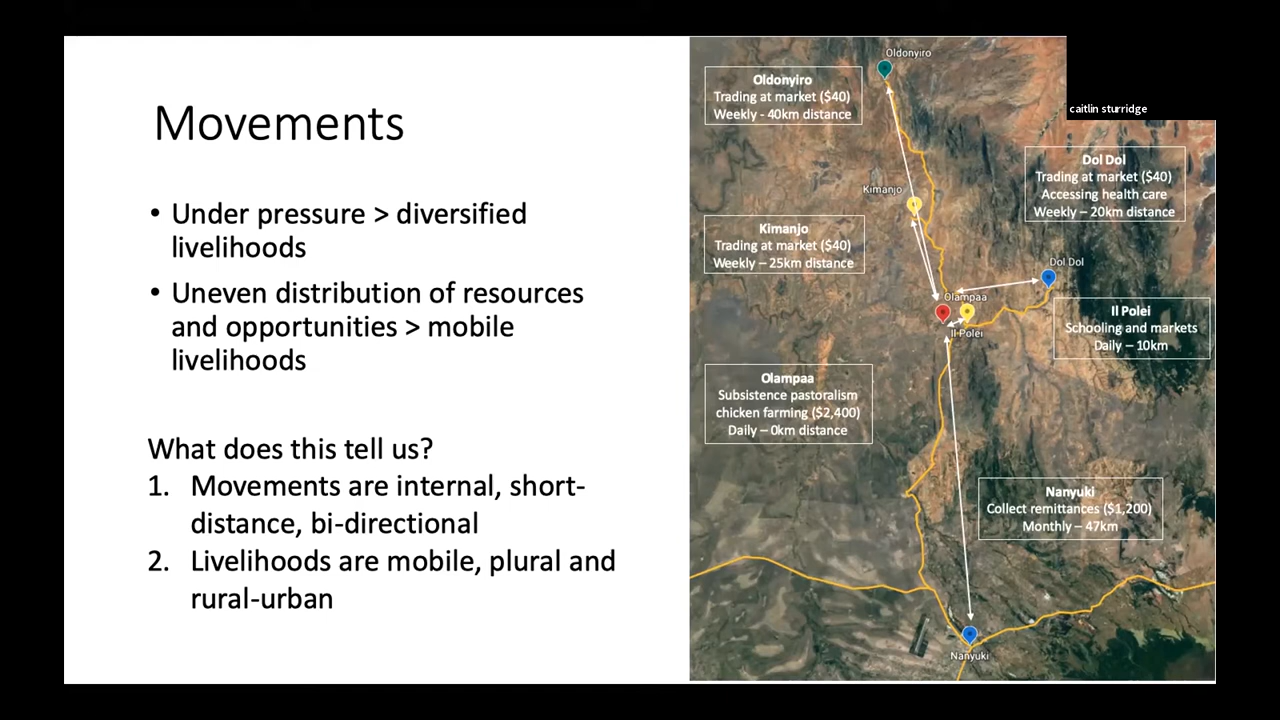 Movements
• Under pressure > diversified
livelihoods
• Uneven distribution of resources
and opportunities > mobile
livelihoods
What does this tell us?
1. Movements are internal, short-
distance, bi-directional
2. Livelihoods are mobile, plural and
rural-urban
Oldonyiro
Oldonyiro
Trading at market ($40)
Weekly - 40km distance
caitlin sturridge
Dol Dol
Trading at market ($40)
Accessing health care
Weekly – 20km distance
Kimanjo
Kimanjo
Trading at market ($40)
Weekly – 25km distance
Dol Dol
Olampaa
Il Polei
Il Polei
Schooling and markets
Daily – 10km
Olampaa
Subsistence pastoralism
chicken farming ($2,400)
Daily – 0km distance
Nanyuki
Collect remittances ($1,200)
Monthly – 47km
Nanyuki